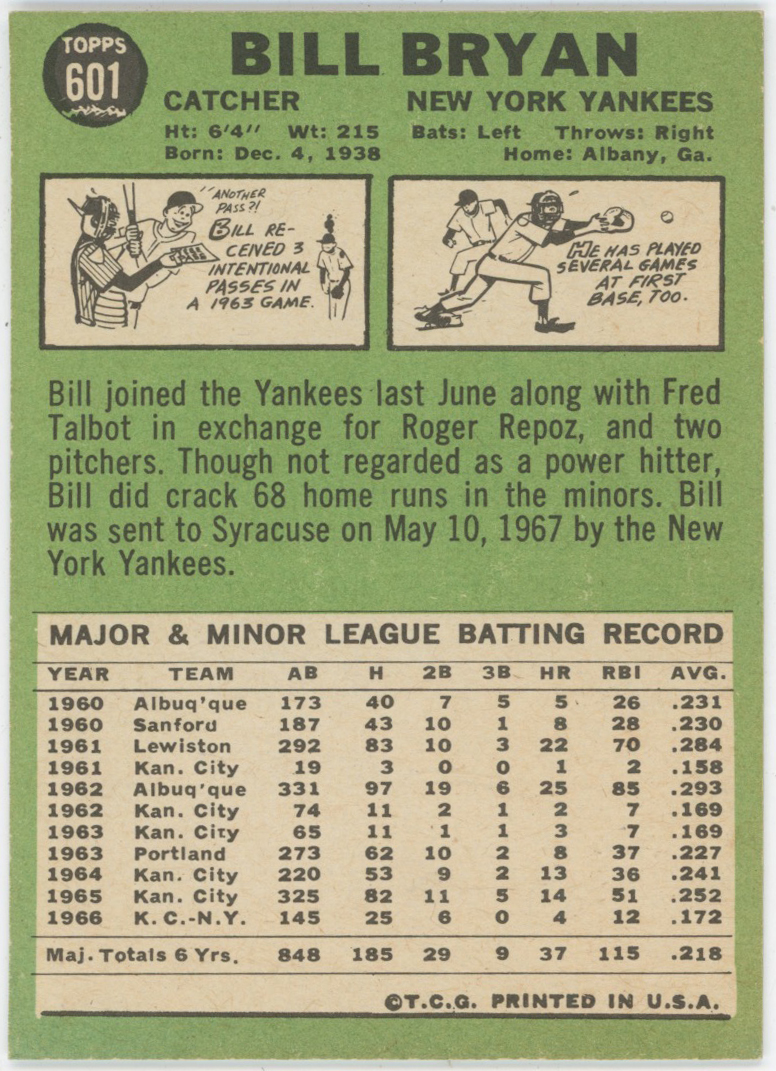 TOPPS
601
BILL BRYAN
CATCHER NEW YORK YANKEES
Ht: 6'4" Wt: 215 Bats: Left Throws: Right
Born: Dec. 4, 1938 Home: Albany, Ga.
"ANOTHER
PASS?!
BILL RE-
CEINED 3
INTENTIONAL
PASSES IN
A 1963 GAME.
HE HAS PLAYED
SEVERAL GAMES
AT FIRST
BASE, TOO.
Bill joined the Yankees last June along with Fred
Talbot in exchange for Roger Repoz, and two
pitchers. Though not regarded as a power hitter,
Bill did crack 68 home runs in the minors. Bill
was sent to Syracuse on May 10, 1967 by the New
York Yankees.
MAJOR & MINOR LEAGUE BATTING RECORD
YEAR TEAM AB H 2B 3B HR RBI AVG.
1960 Albuq'que 173 40 7 5 5 26 .231
1960 Sanford 187 43 10 1 8 28 .230
1961 Lewiston 292 83 10 3 22 70 .284
1961 Kan. City 19 3 0 0 1 2 .158
1962 Albuq'que 331 97 19 6 25 85 .293
1962 Kan. City 74 11 2 1 2 7 .169
1963 Kan. City 65 11 1 1 3 7 .169
1963 Portland 273 62 10 2 8 37 .227
1964 Kan. City 220 53 9 2 13 36 .241
1965 Kan. City 325 82 11 5 14 51 .252
1966 K.C.-N.Y. 145 25 6 0 4 12 .172
Maj. Totals 6 Yrs. 848 185 29 9 37 115 .218
©T.C.G. PRINTED IN U.S.A.